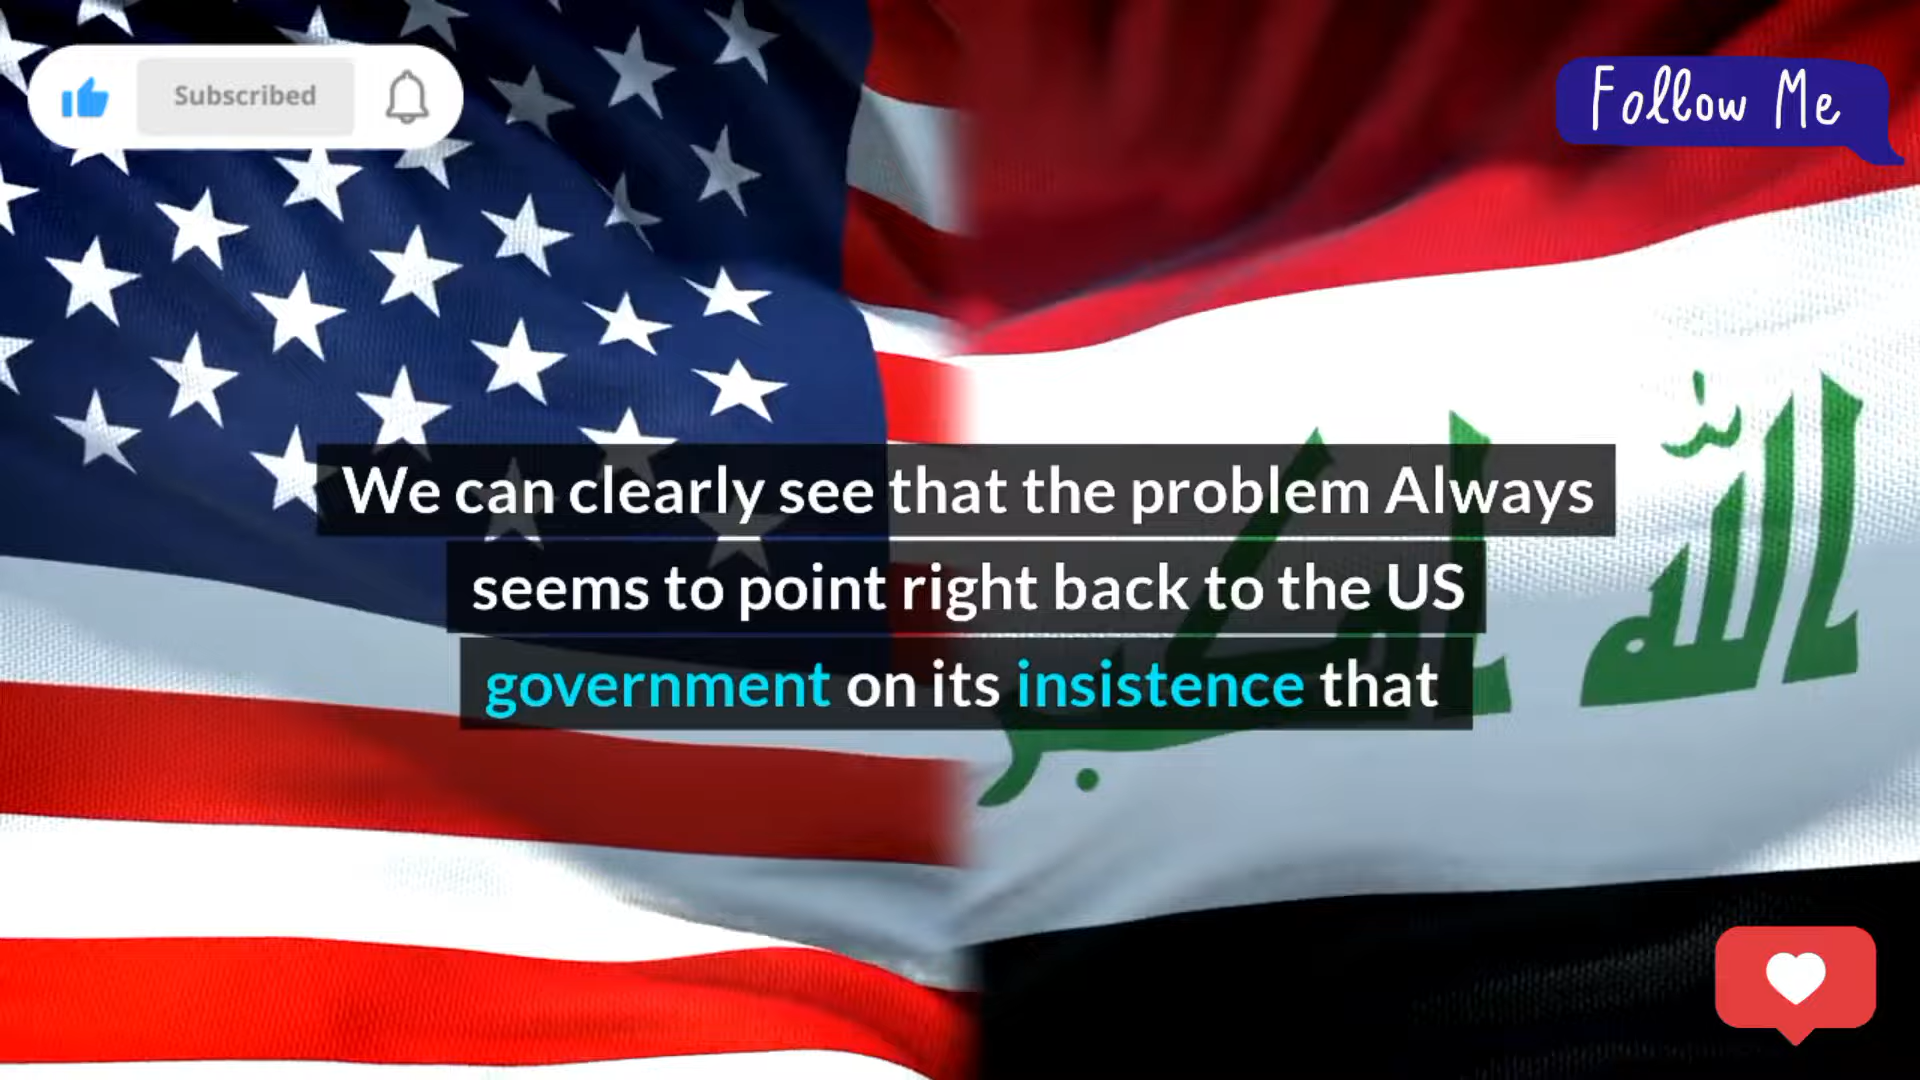 Subscribed
Follow Me
We can clearly see that the problem Always
seems to point right back to the US
government on its insistence that
الله اكبر